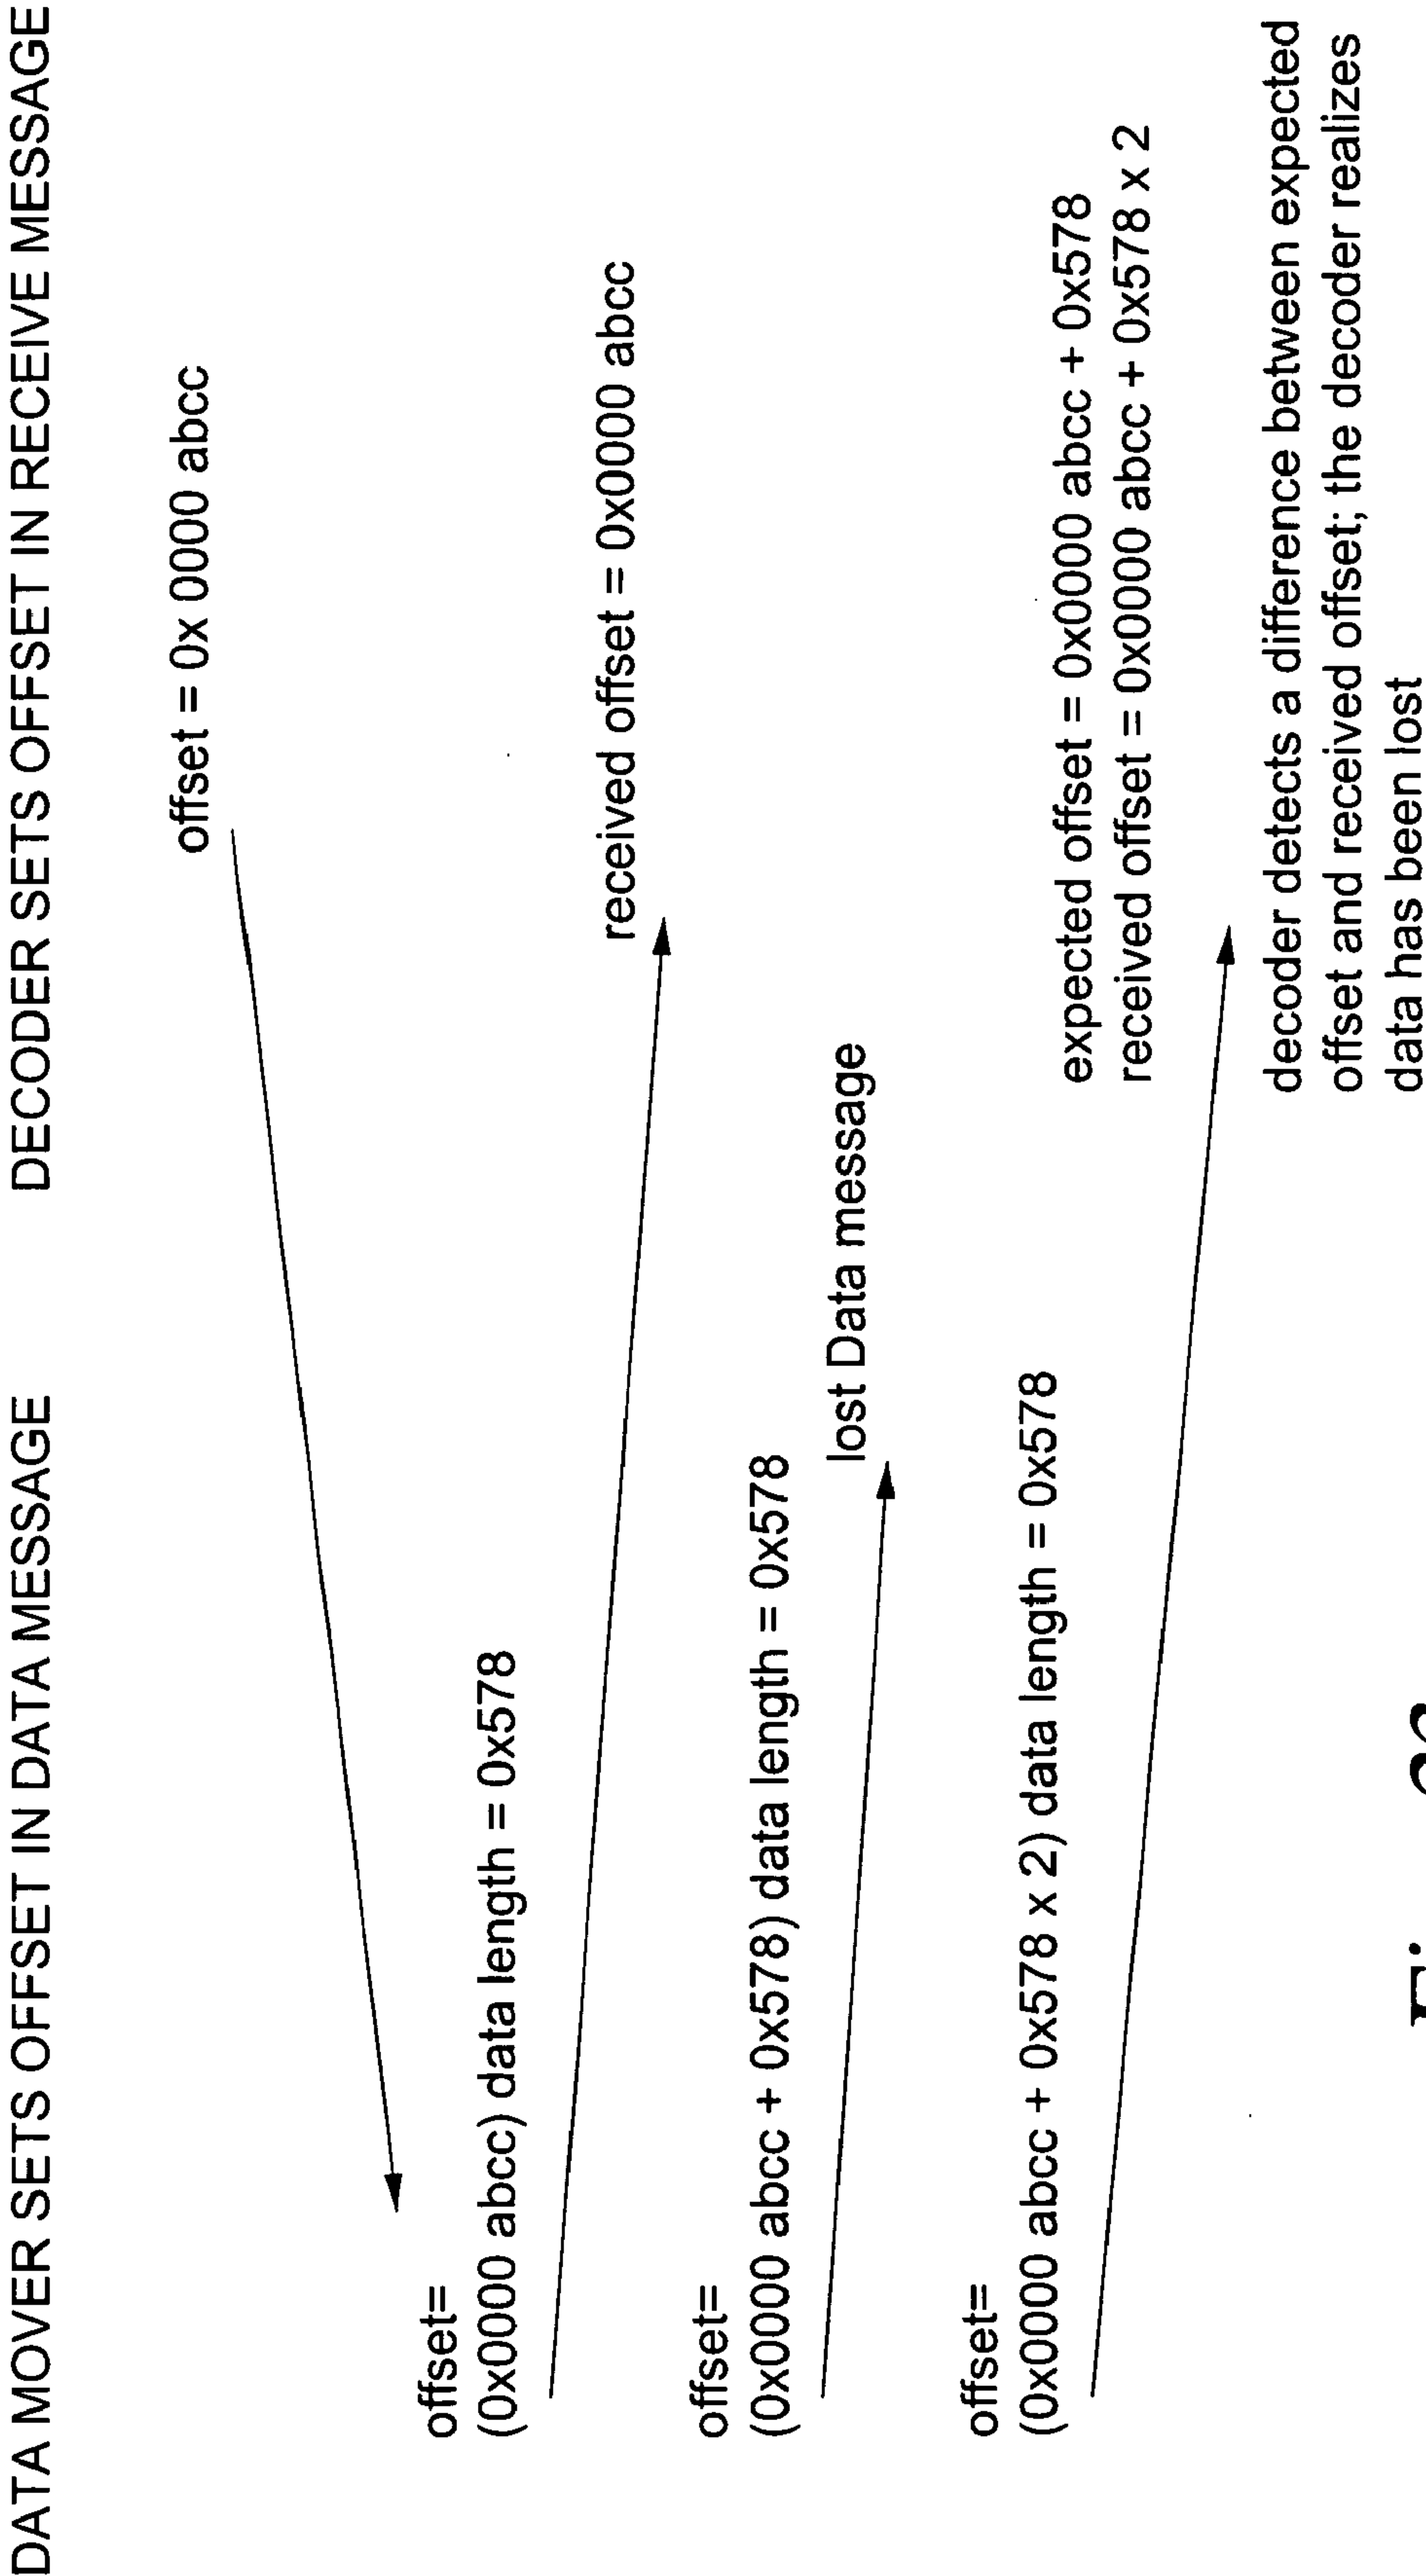 DATA MOVER SETS OFFSET IN DATA MESSAGE
DECODER SETS OFFSET IN RECEIVE MESSAGE
offset = 0x 0000 abcc
offset=
(0x0000 abcc) data length = 0x578
received offset = 0x0000 abcc
offset=
(0x0000 abcc + 0x578) data length = 0x578
lost Data message
offset=
(0x0000 abcc + 0x578 x 2) data length = 0x578
expected offset = 0x0000 abcc + 0x578
received offset = 0x0000 abcc + 0x578 x 2
decoder detects a difference between expected
offset and received offset; the decoder realizes
data has been lost